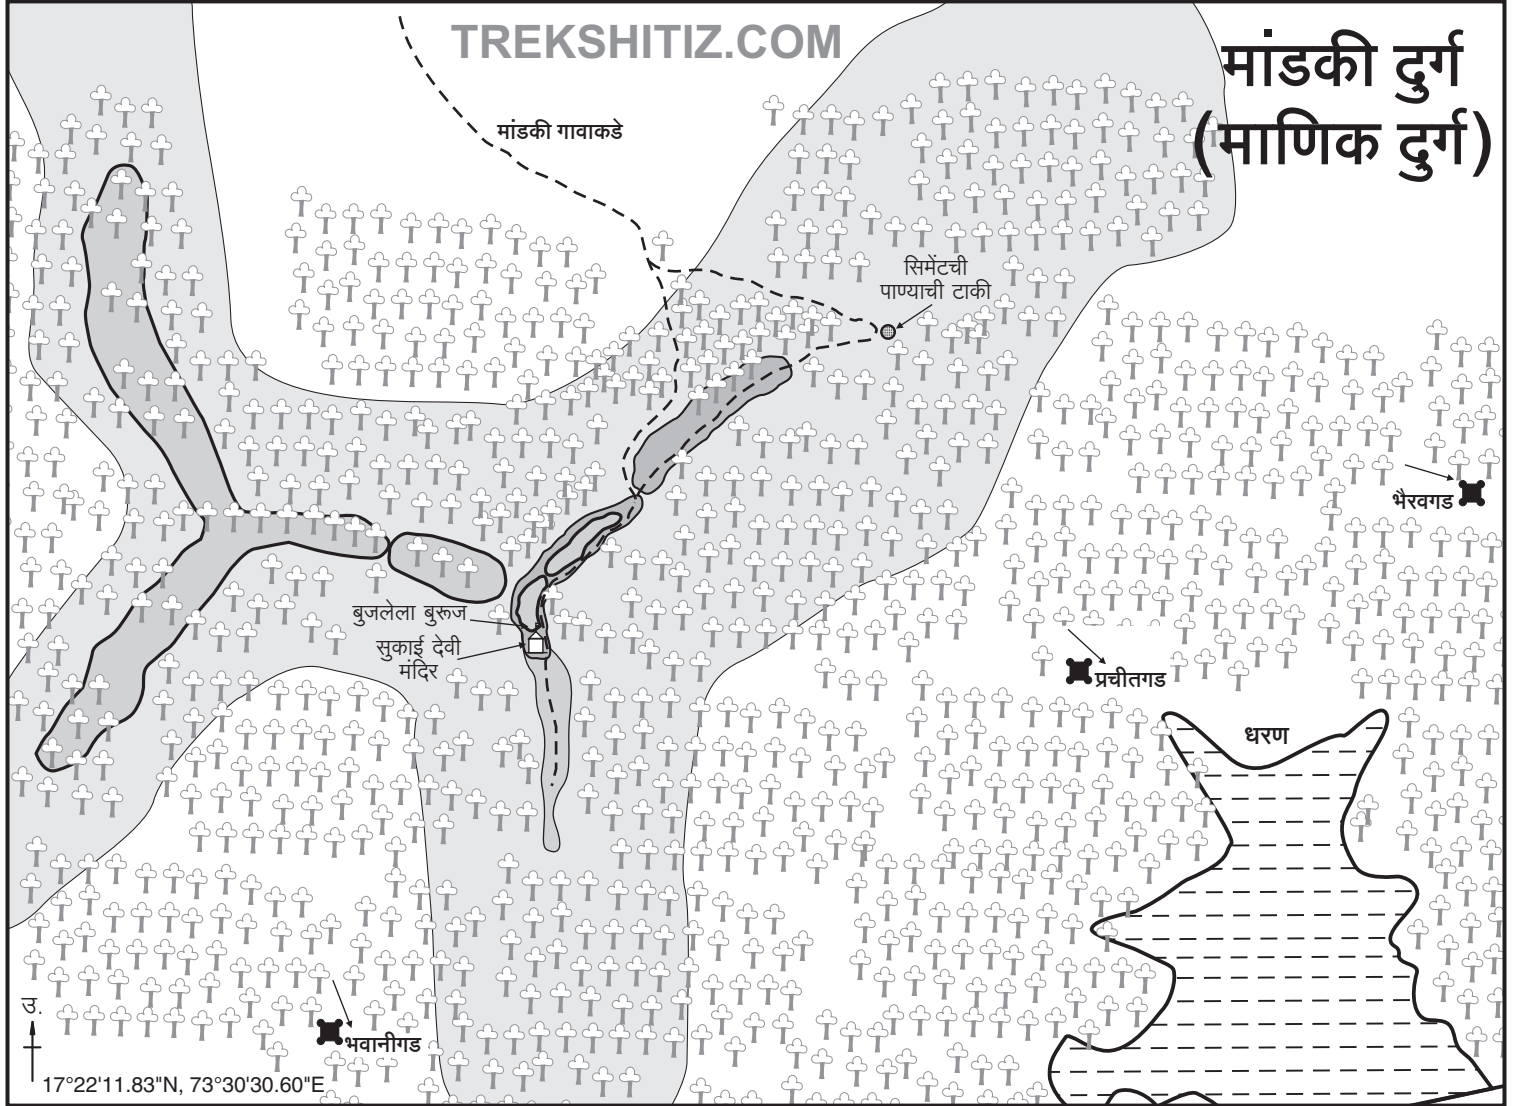 TREKSHITIZ.COM
मांडकी दुर्ग
(माणिक दुर्ग)
मांडकी गावाकडे
सिमेंटची
पाण्याची टाकी
भैरवगड
बुजलेला बुरूज
सुकाई देवी
मंदिर
प्रचीतगड
धरण
उ.
भवानीगड
17°22'11.83"N, 73°30'30.60"E